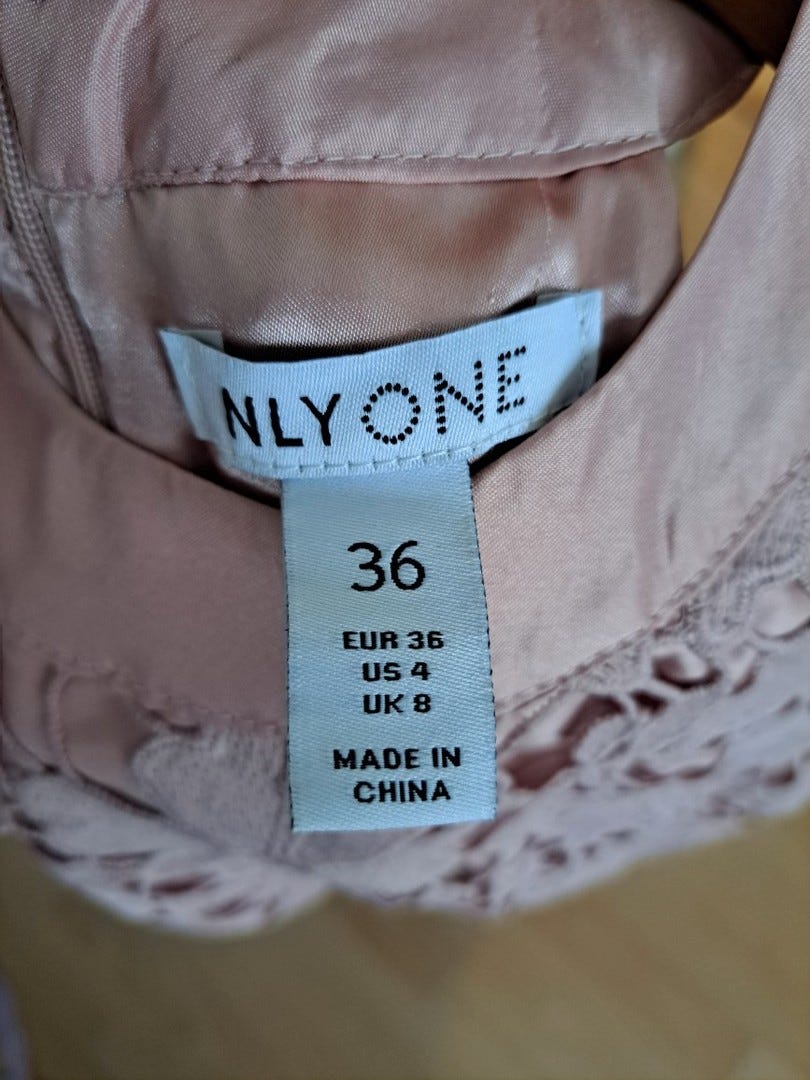 NLY ONE
36
EUR 36
US 4
UK 8
MADE IN
CHINA